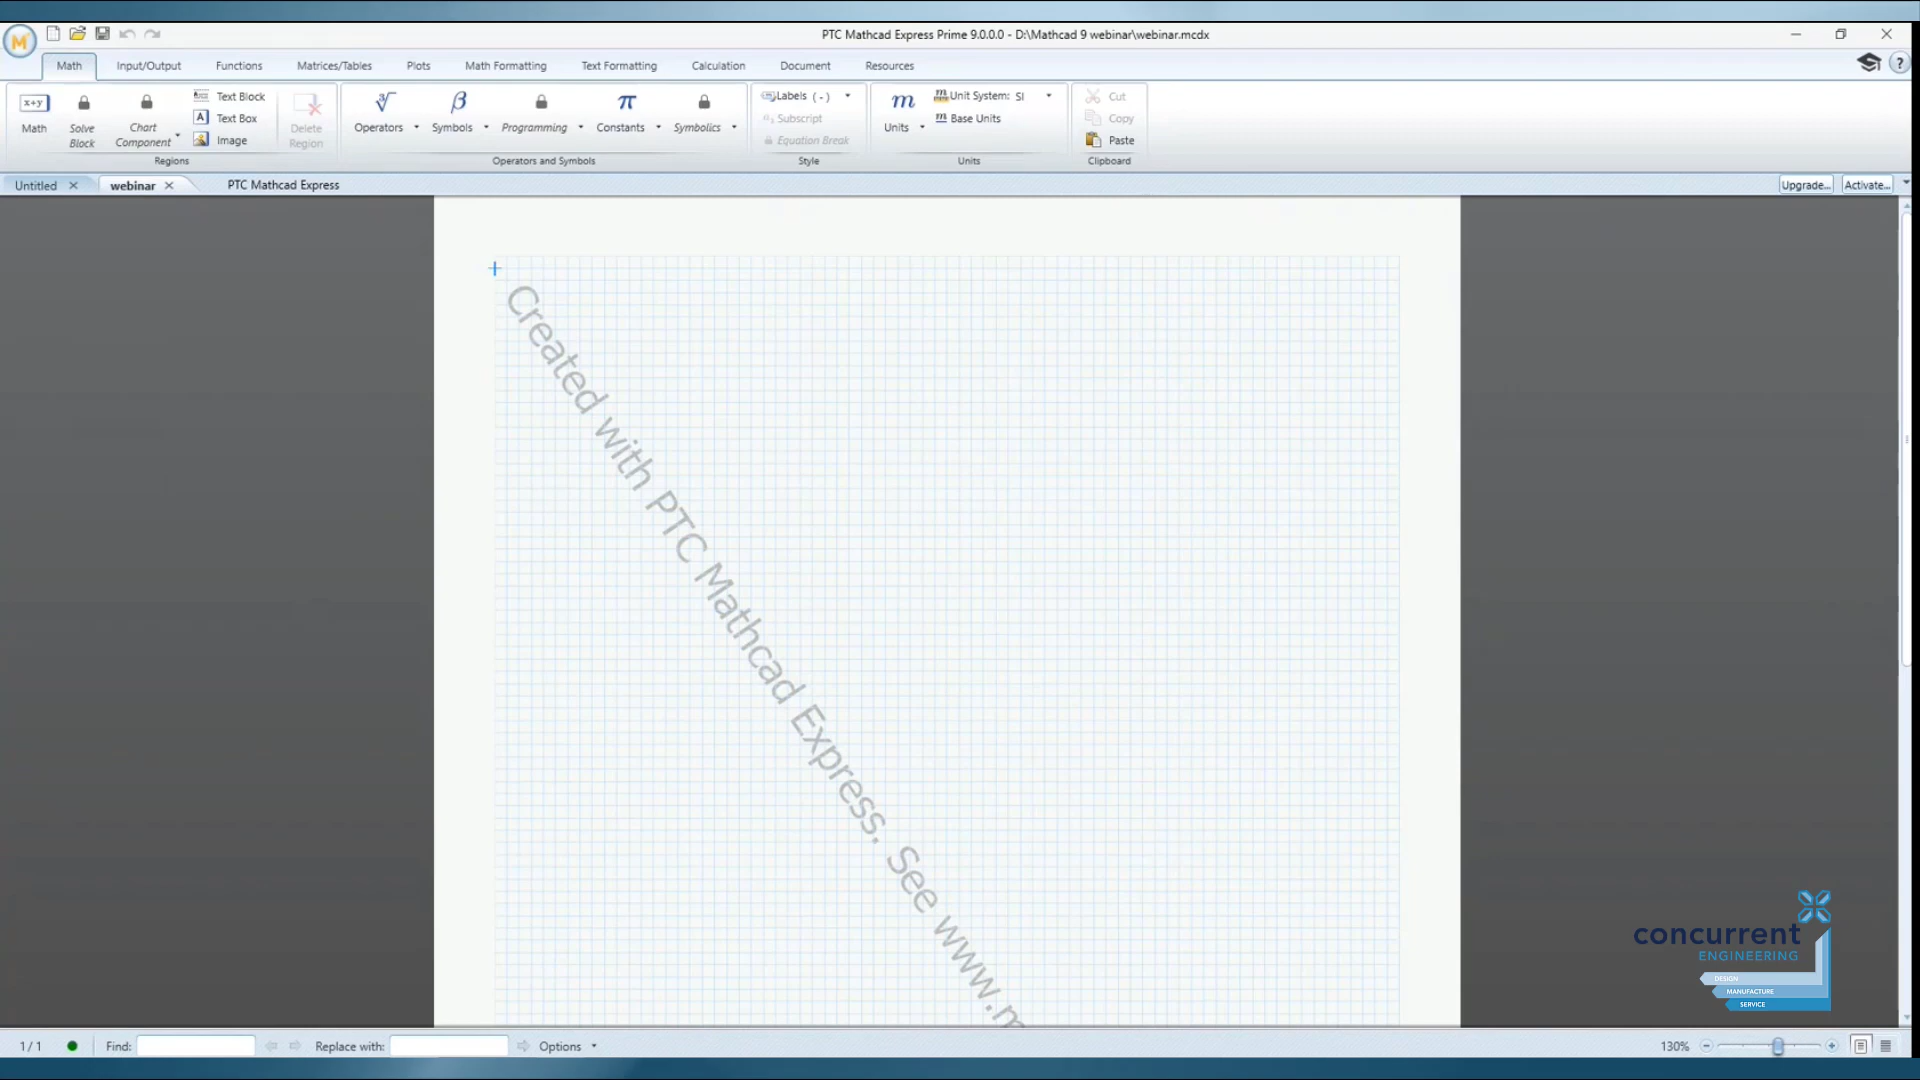 M
PTC Mathcad Express Prime 9.0.0.0 - D:\Mathcad 9 webinar\webinar.mcdx
Math Input/Output Functions Matrices/Tables Plots Math Formatting Text Formatting Calculation Document Resources
?
x+y Math
Solve Block
Chart Component
Text Block
A Text Box
Image
Delete Region
Regions
Operators
β Symbols
Programming
π Constants
Symbolics
Operators and Symbols
Labels ( - )
Subscript
Equation Break
Style
m Units
Unit System: SI
m Base Units
Units
Cut
Copy
Paste
Clipboard
Untitled webinar PTC Mathcad Express Upgrade... Activate...
Created with PTC Mathcad Express. See www.m
concurrent
ENGINEERING
DESIGN
MANUFACTURE
SERVICE
1 / 1 Find: Replace with: Options 130%